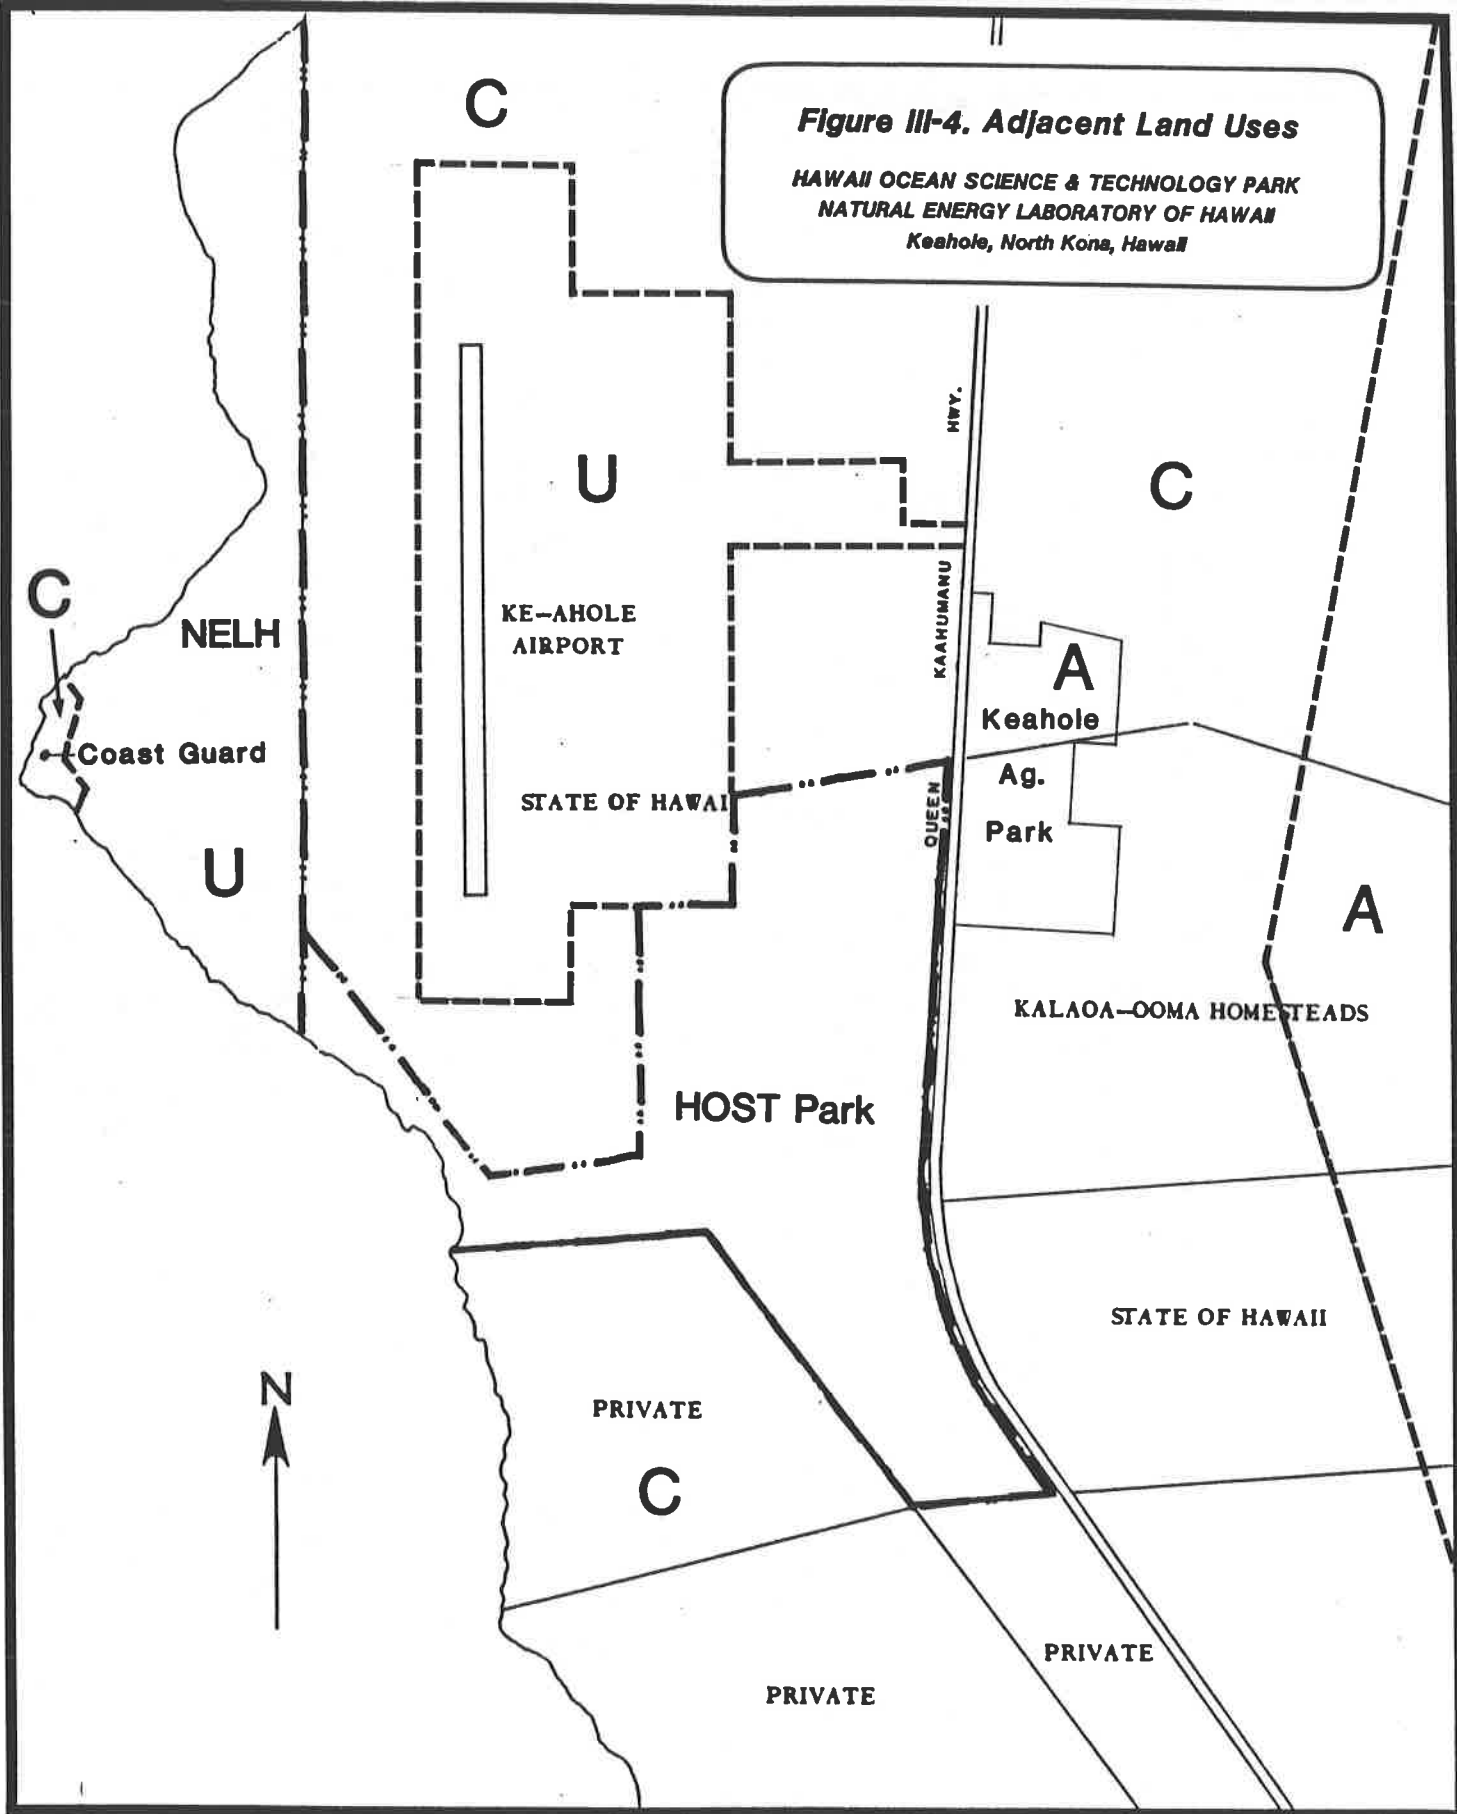 C
Figure III-4. Adjacent Land Uses
HAWAII OCEAN SCIENCE & TECHNOLOGY PARK
NATURAL ENERGY LABORATORY OF HAWAII
Keahole, North Kona, Hawaii
HWY.
U
C
C
KE-AHOLE
AIRPORT
KAAHUMANU
NELH
A
Keahole
Coast Guard
Ag.
STATE OF HAWAI
QUEEN
Park
U
A
KALAOA-OOMA HOMESTEADS
HOST Park
STATE OF HAWAII
N
PRIVATE
C
PRIVATE
PRIVATE